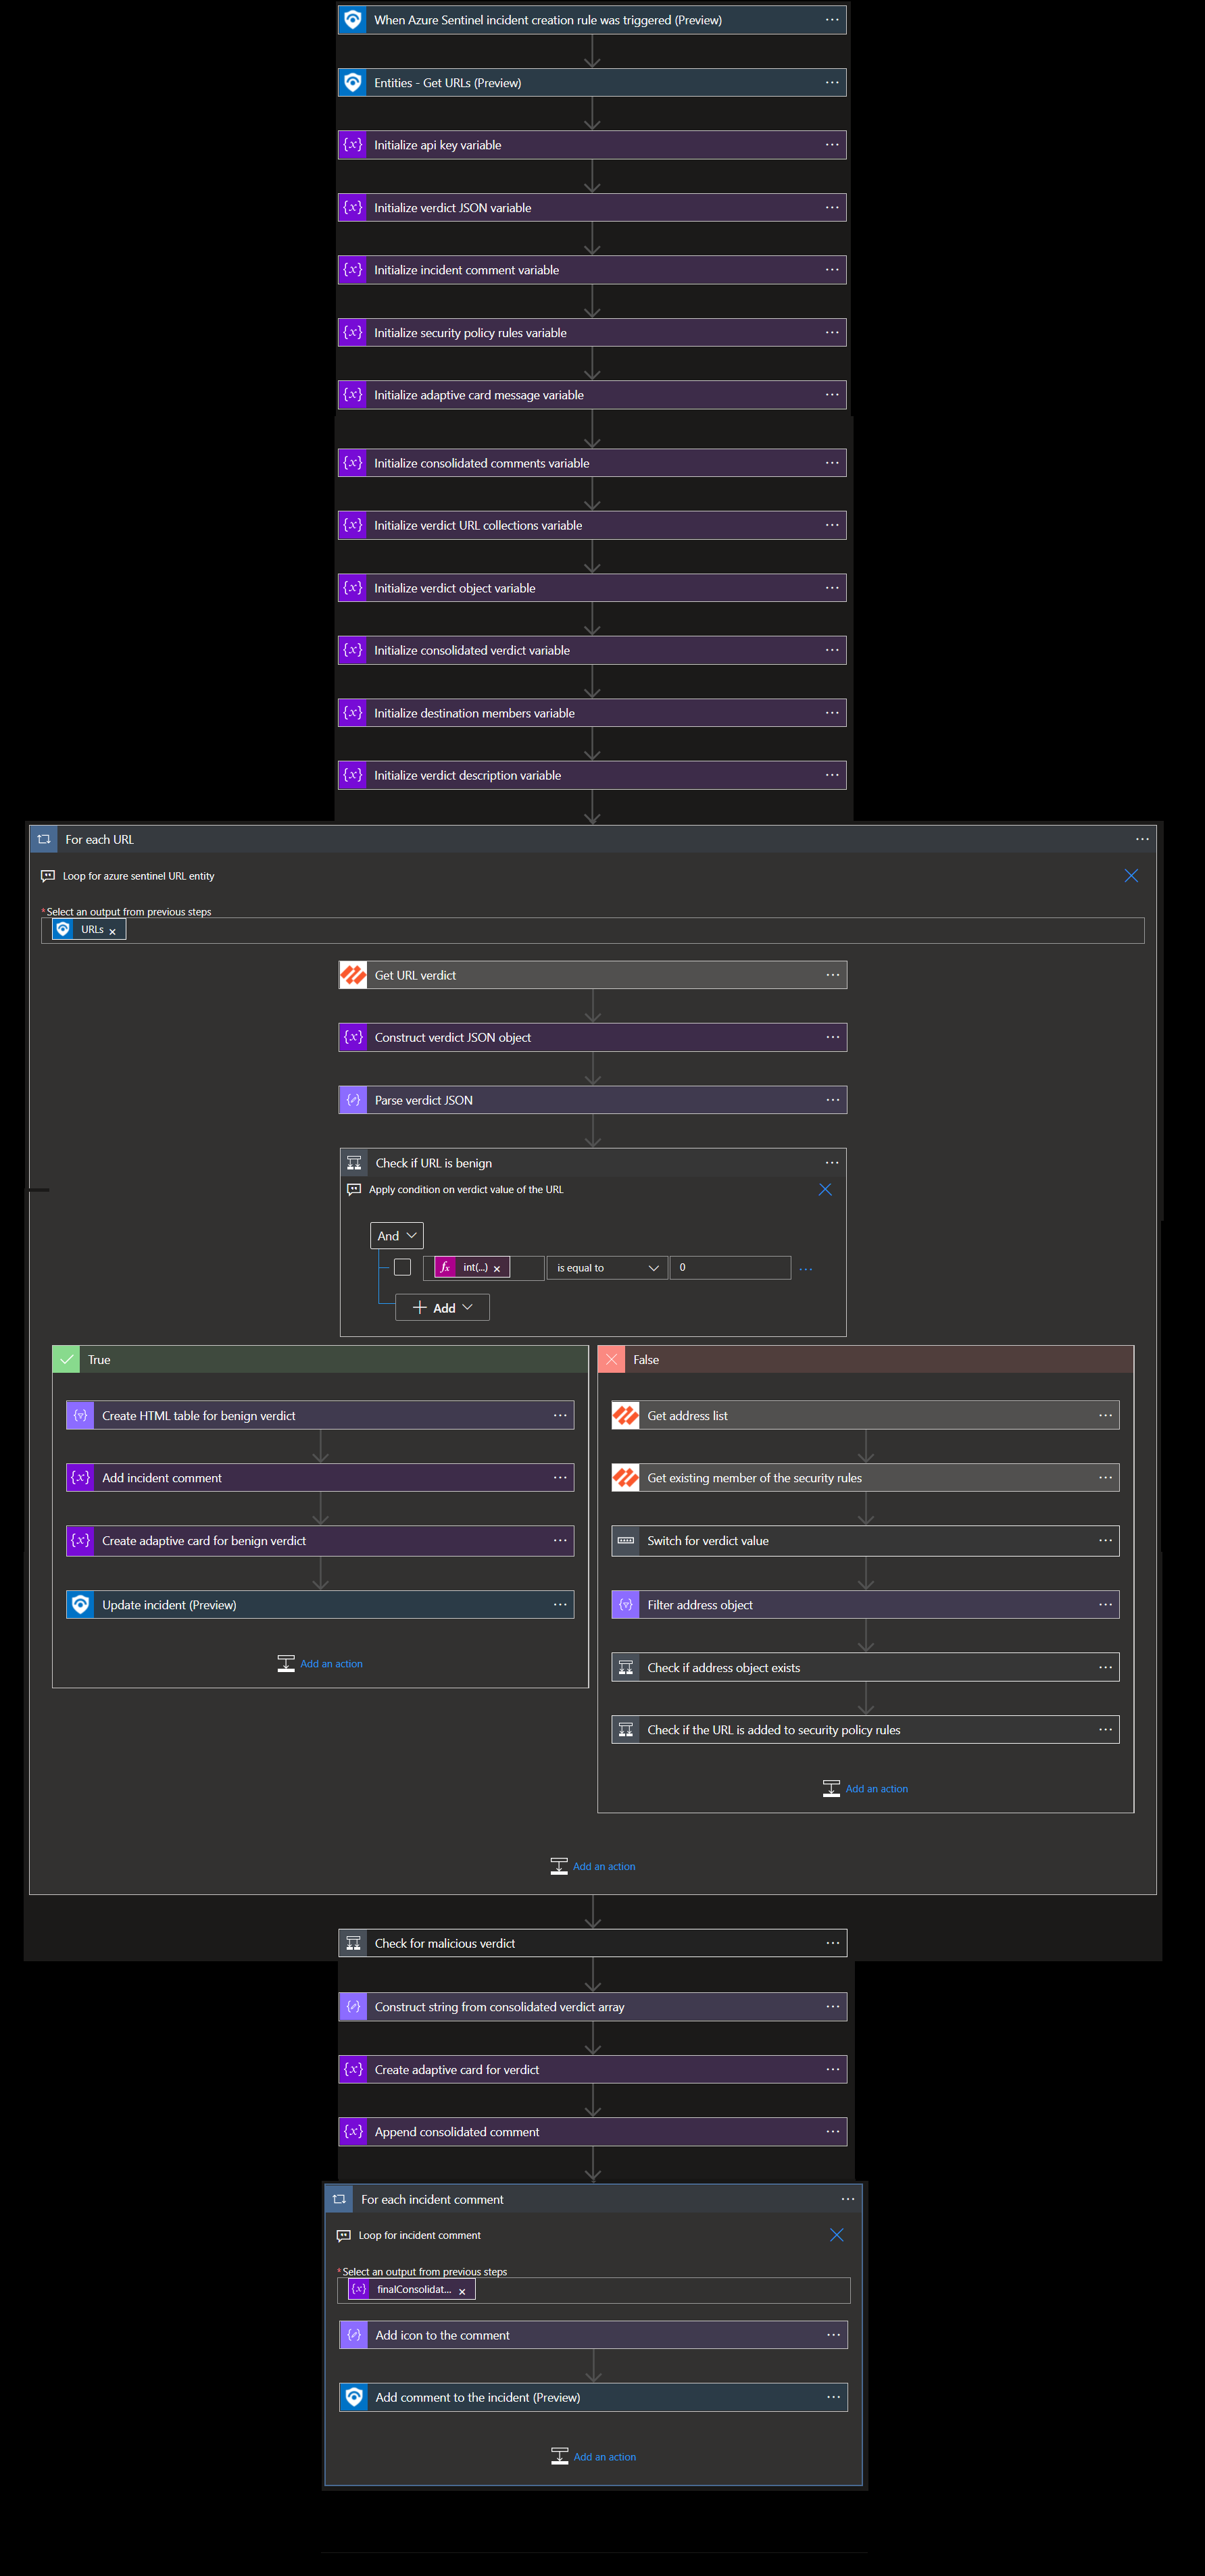 When Azure Sentinel incident creation rule was triggered (Preview)
Entities - Get URLs (Preview)
{x} Initialize api key variable
{x} Initialize verdict JSON variable
{x} Initialize incident comment variable
{x} Initialize security policy rules variable
{x} Initialize adaptive card message variable
{x} Initialize consolidated comments variable
{x} Initialize verdict URL collections variable
{x} Initialize verdict object variable
{x} Initialize consolidated verdict variable
{x} Initialize destination members variable
{x} Initialize verdict description variable
For each URL
Loop for azure sentinel URL entity
*Select an output from previous steps
URLs ×
Get URL verdict
{x} Construct verdict JSON object
Parse verdict JSON
Check if URL is benign
Apply condition on verdict value of the URL
And
fx int(...) × is equal to 0
+ Add
True
Create HTML table for benign verdict
{x} Add incident comment
{x} Create adaptive card for benign verdict
Update incident (Preview)
Add an action
False
Get address list
Get existing member of the security rules
Switch for verdict value
Filter address object
Check if address object exists
Check if the URL is added to security policy rules
Add an action
Add an action
Check for malicious verdict
Construct string from consolidated verdict array
{x} Create adaptive card for verdict
{x} Append consolidated comment
For each incident comment
Loop for incident comment
*Select an output from previous steps
{x} finalConsolidat... ×
Add icon to the comment
Add comment to the incident (Preview)
Add an action